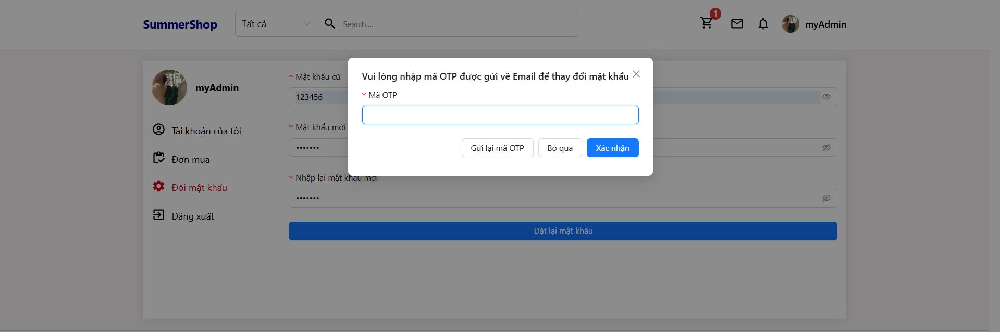 SummerShop
Tất cả
Search....
1
myAdmin
myAdmin
Tài khoản của tôi
Đơn mua
Đổi mật khẩu
Đăng xuất
* Mật khẩu cũ
123456
* Mật khẩu mới
•••••••
* Nhập lại mật khẩu mới
•••••••
Đặt lại mật khẩu
Vui lòng nhập mã OTP được gửi về Email để thay đổi mật khẩu
* Mã OTP
Gửi lại mã OTP
Bỏ qua
Xác nhận